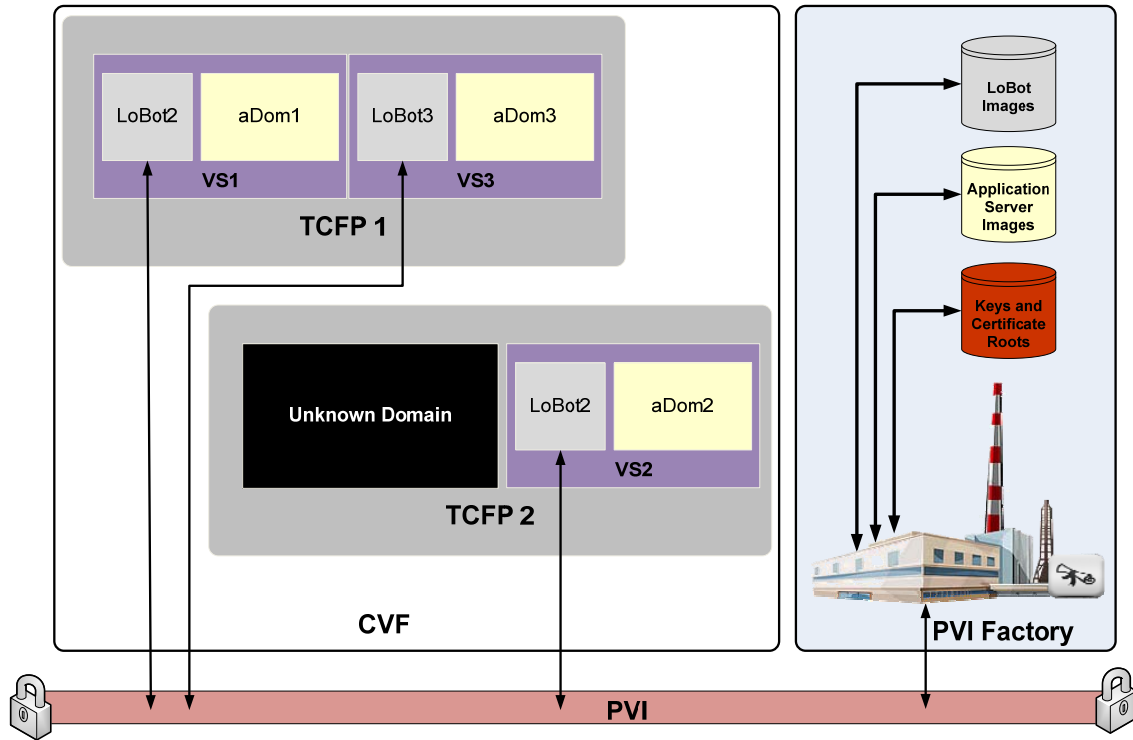 LoBot2
aDom1
VS1
LoBot3
aDom3
VS3
TCFP 1
Unknown Domain
LoBot2
aDom2
VS2
TCFP 2
CVF
LoBot
Images
Application
Server
Images
Keys and
Certificate
Roots
PVI Factory
PVI